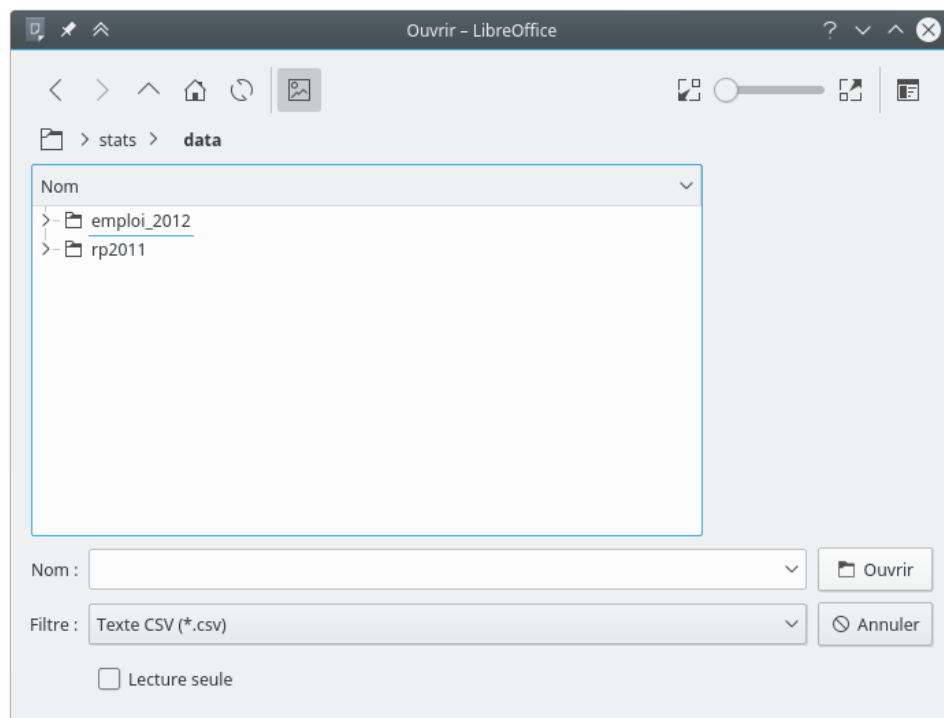 Ouvrir – LibreOffice
> stats > data
Nom
emploi_2012
rp2011
Nom :
Ouvrir
Filtre : Texte CSV (*.csv)
Annuler
Lecture seule